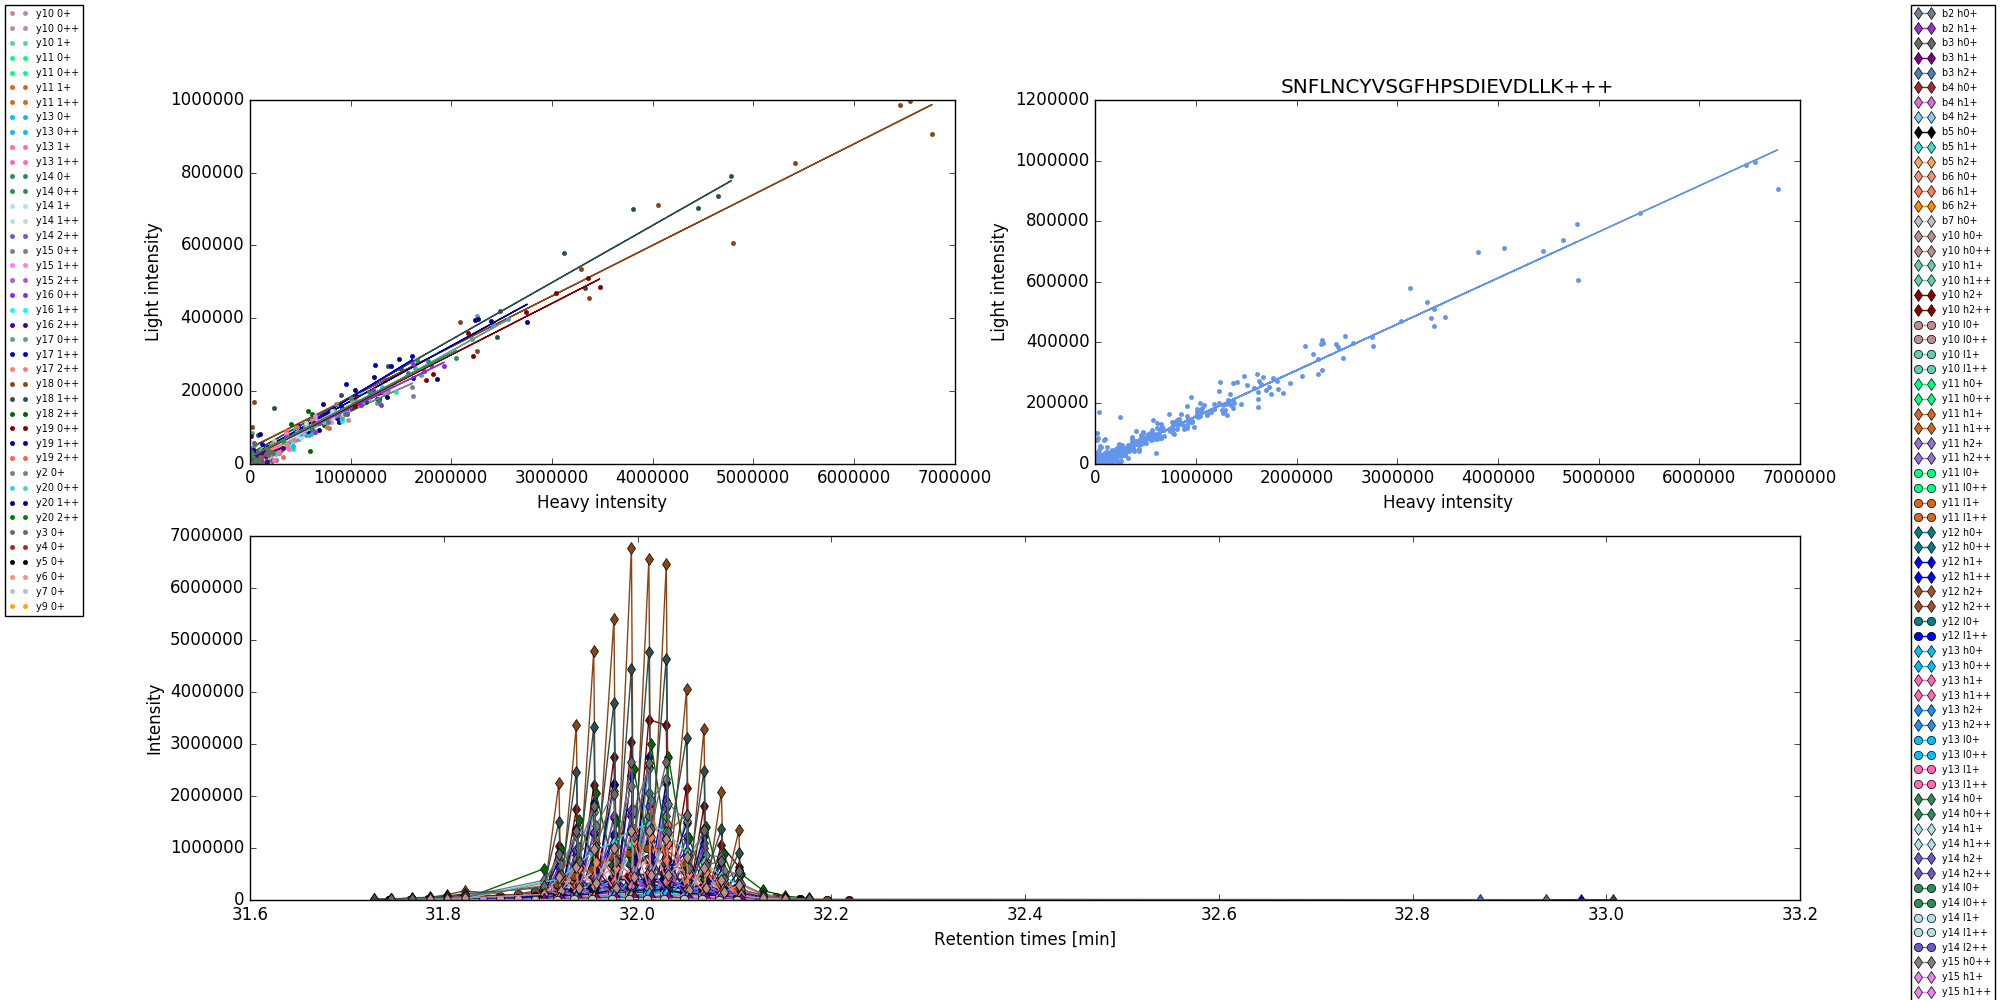 y10 0+
y10 0++
y10 1+
y11 0+
y11 0++
y11 1+
y11 1++
y13 0+
y13 0++
y13 1+
y13 1++
y14 0+
y14 0++
y14 1+
y14 1++
y14 2++
y15 0++
y15 1++
y15 2++
y16 0++
y16 1++
y16 2++
y17 0++
y17 1++
y17 2++
y18 0++
y18 1++
y18 2++
y19 0++
y19 1++
y19 2++
y2 0+
y20 0++
y20 1++
y20 2++
y3 0+
y4 0+
y5 0+
y6 0+
y7 0+
y9 0+
1000000
800000
600000
400000
200000
0
Light intensity
0 1000000 2000000 3000000 4000000 5000000 6000000 7000000
Heavy intensity
SNFLNCYVSGFHPSDIEVDLLK+++
1200000
1000000
800000
600000
400000
200000
0
Light intensity
0 1000000 2000000 3000000 4000000 5000000 6000000 7000000
Heavy intensity
7000000
6000000
5000000
4000000
3000000
2000000
1000000
0
Intensity
31.6 31.8 32.0 32.2 32.4 32.6 32.8 33.0 33.2
Retention times [min]
b2 h0+
b2 h1+
b3 h0+
b3 h1+
b3 h2+
b4 h0+
b4 h1+
b4 h2+
b5 h0+
b5 h1+
b5 h2+
b6 h0+
b6 h1+
b6 h2+
b7 h0+
y10 h0+
y10 h0++
y10 h1+
y10 h1++
y10 h2+
y10 h2++
y10 l0+
y10 l0++
y10 l1+
y10 l1++
y11 h0+
y11 h0++
y11 h1+
y11 h1++
y11 h2+
y11 h2++
y11 l0+
y11 l0++
y11 l1+
y11 l1++
y12 h0+
y12 h0++
y12 h1+
y12 h1++
y12 h2+
y12 h2++
y12 l0+
y12 l1++
y13 h0+
y13 h0++
y13 h1+
y13 h1++
y13 h2+
y13 h2++
y13 l0+
y13 l0++
y13 l1+
y13 l1++
y14 h0+
y14 h0++
y14 h1+
y14 h1++
y14 h2+
y14 h2++
y14 l0+
y14 l0++
y14 l1+
y14 l1++
y14 l2++
y15 h0++
y15 h1+
y15 h1++